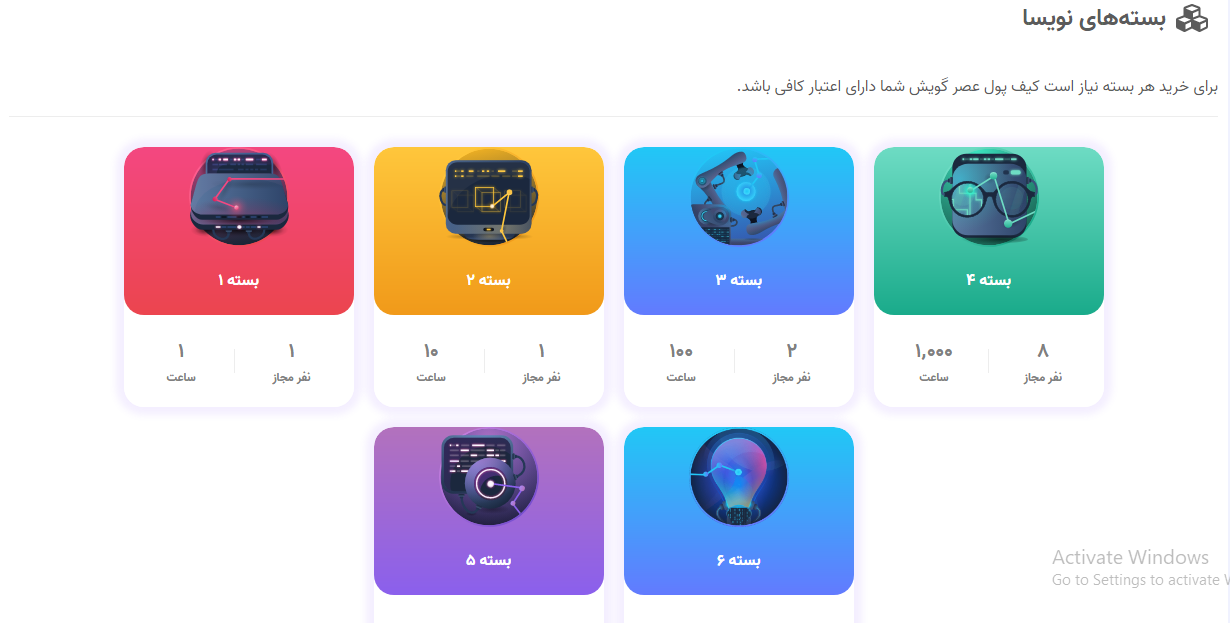 بسته‌های نویسا
برای خرید هر بسته نیاز است کیف پول عصر گویش شما دارای اعتبار کافی باشد.
بسته ۴
۸
نفر مجاز
۱,۰۰۰
ساعت
بسته ۳
۲
نفر مجاز
۱۰۰
ساعت
بسته ۲
۱
نفر مجاز
۱۰
ساعت
بسته ۱
۱
نفر مجاز
۱
ساعت
بسته ۶
بسته ۵
Activate Windows
Go to Settings to activate W